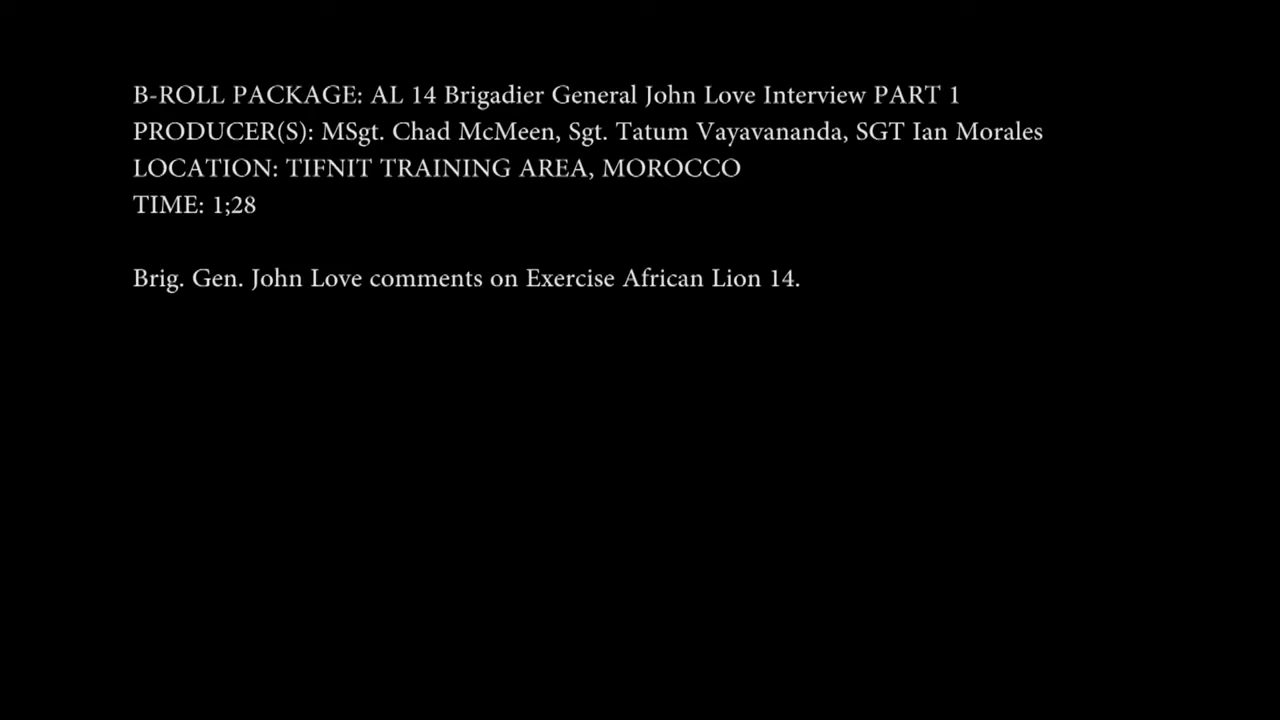 B-ROLL PACKAGE: AL 14 Brigadier General John Love Interview PART 1
PRODUCER(S): MSgt. Chad McMeen, Sgt. Tatum Vayavananda, SGT Ian Morales
LOCATION: TIFNIT TRAINING AREA, MOROCCO
TIME: 1;28
Brig. Gen. John Love comments on Exercise African Lion 14.